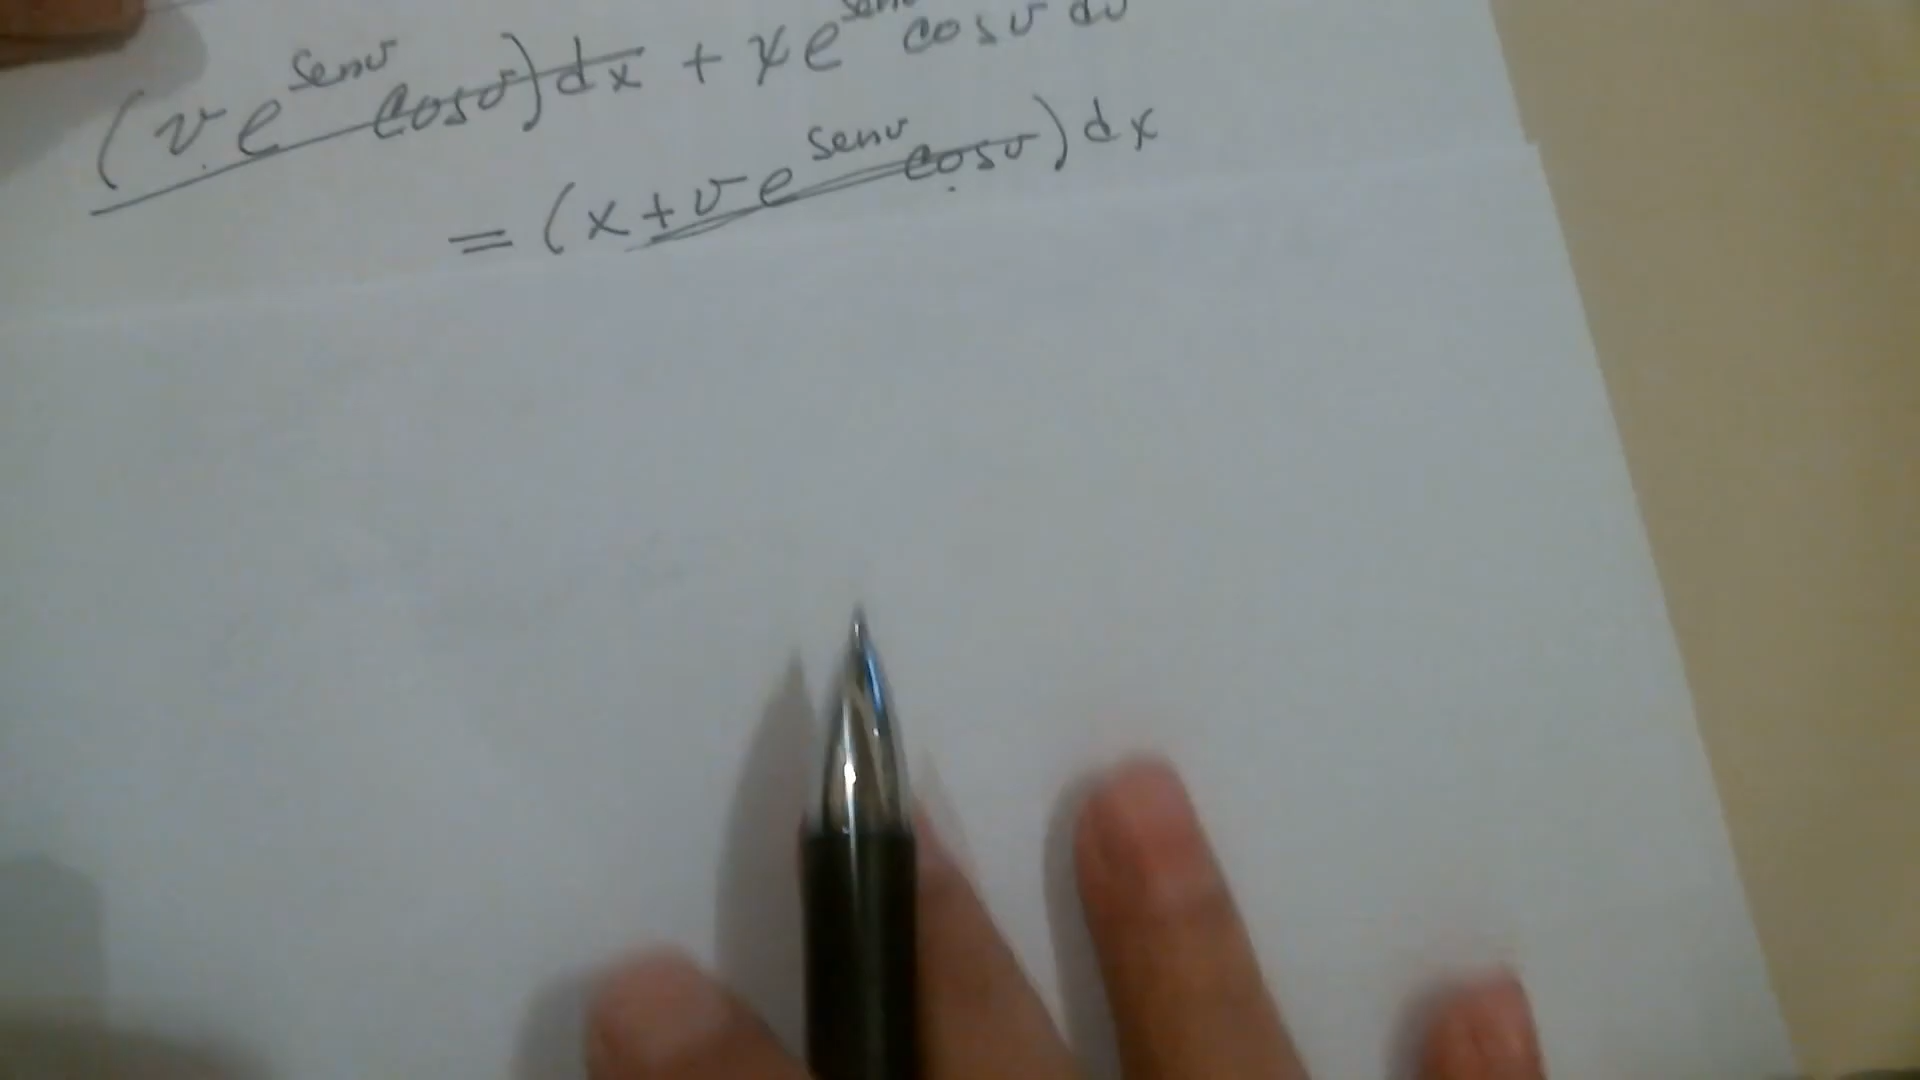 (v e^senv cosv) dx + x e^senv cosv dv
= (x + v e^senv cosv) dx